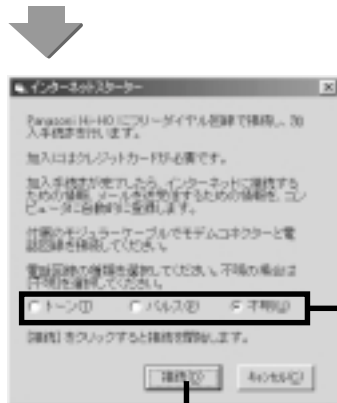 インターネットスターター
Panasonic Hi-HO にフリーダイヤル回線で接続し、加
入手続きを行います。
加入にはクレジットカードが必要です。
加入手続きが完了したら、インターネットに接続する
ための情報、メールを送受信するための情報を、コン
ピュータに自動的に登録します。
付属のモジュラーケーブルでモデムコネクターと電
話回線を接続してください。
電話回線の種類を選択してください。不明の場合は
[不明]を選択してください。
トーン(T) パルス(P) 不明(U)
[接続] をクリックすると接続を開始します。
接続(O) キャンセル(C)